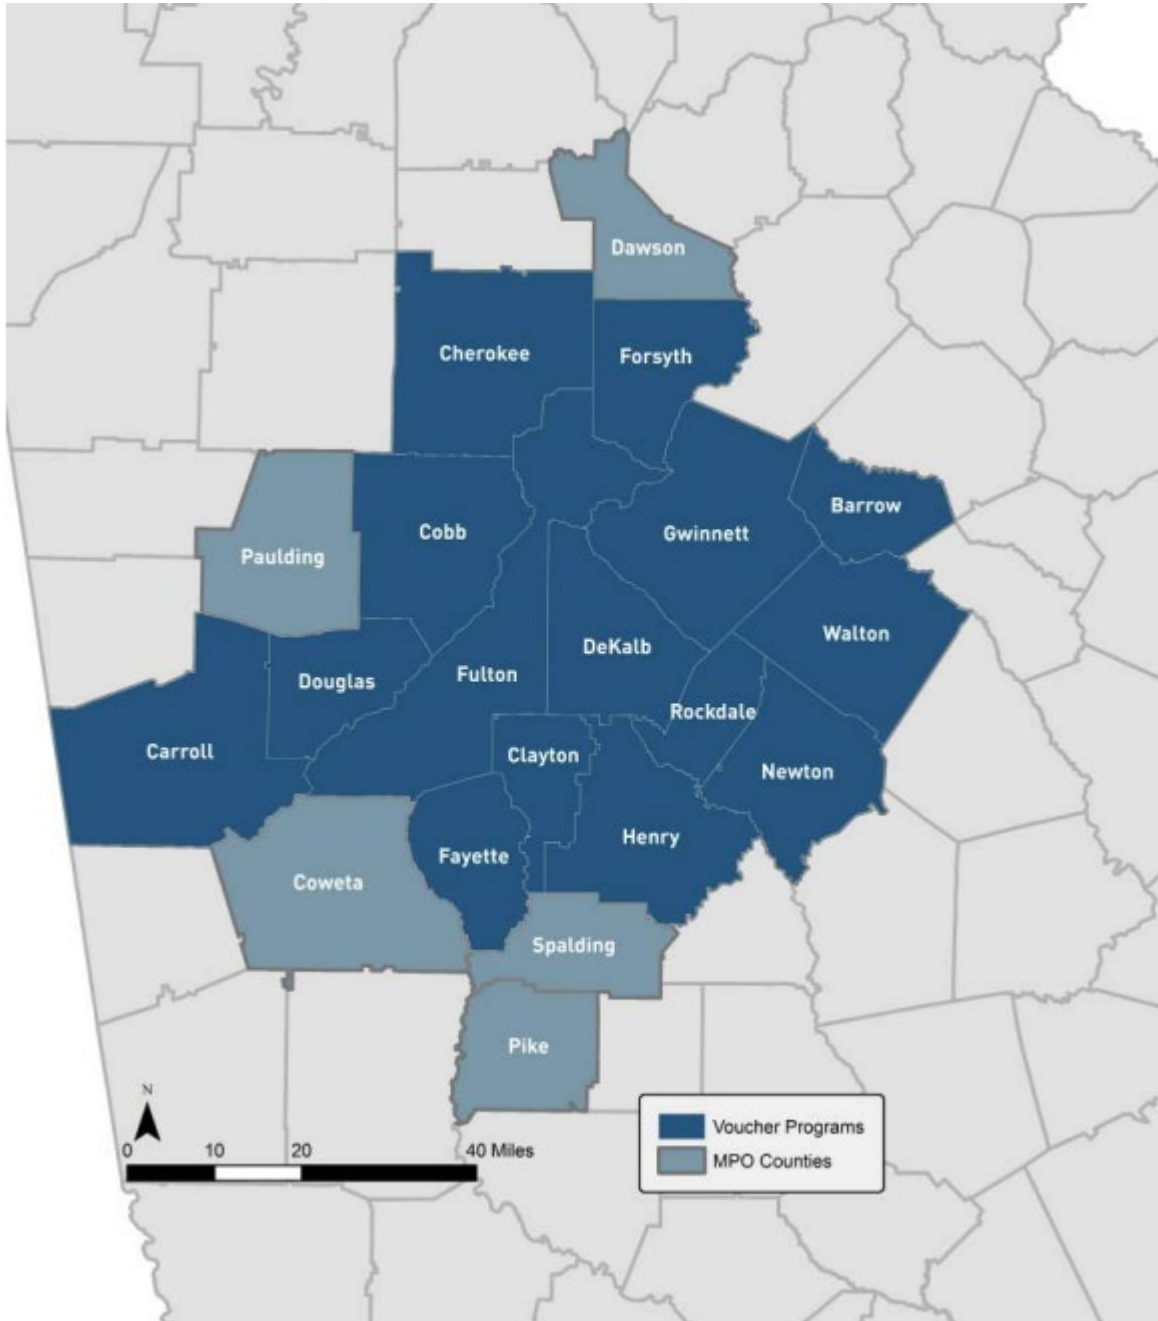 Dawson
Cherokee
Forsyth
Barrow
Cobb
Gwinnett
Paulding
Walton
DeKalb
Fulton
Douglas
Rockdale
Carroll
Clayton
Newton
Henry
Fayette
Coweta
Spalding
Pike
N
0 10 20 40 Miles
Voucher Programs
MPO Counties